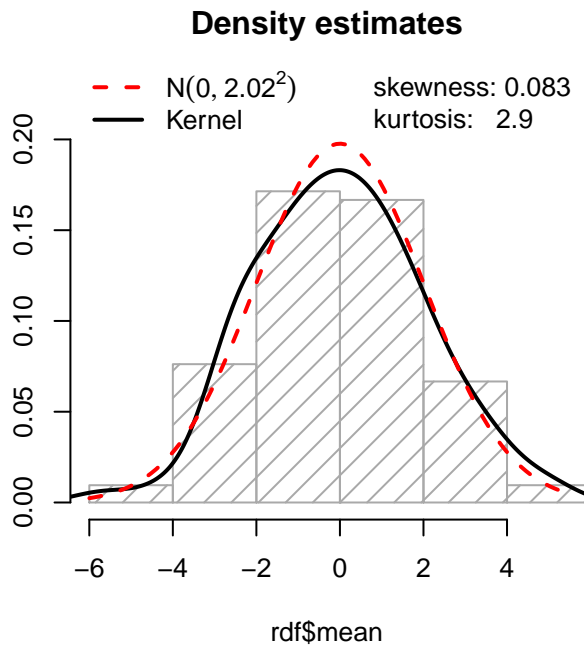 Density estimates
N(0, 2.02²) skewness: 0.083
Kernel kurtosis: 2.9
0.20
0.15
0.10
0.05
0.00
−6 −4 −2 0 2 4
rdf$mean